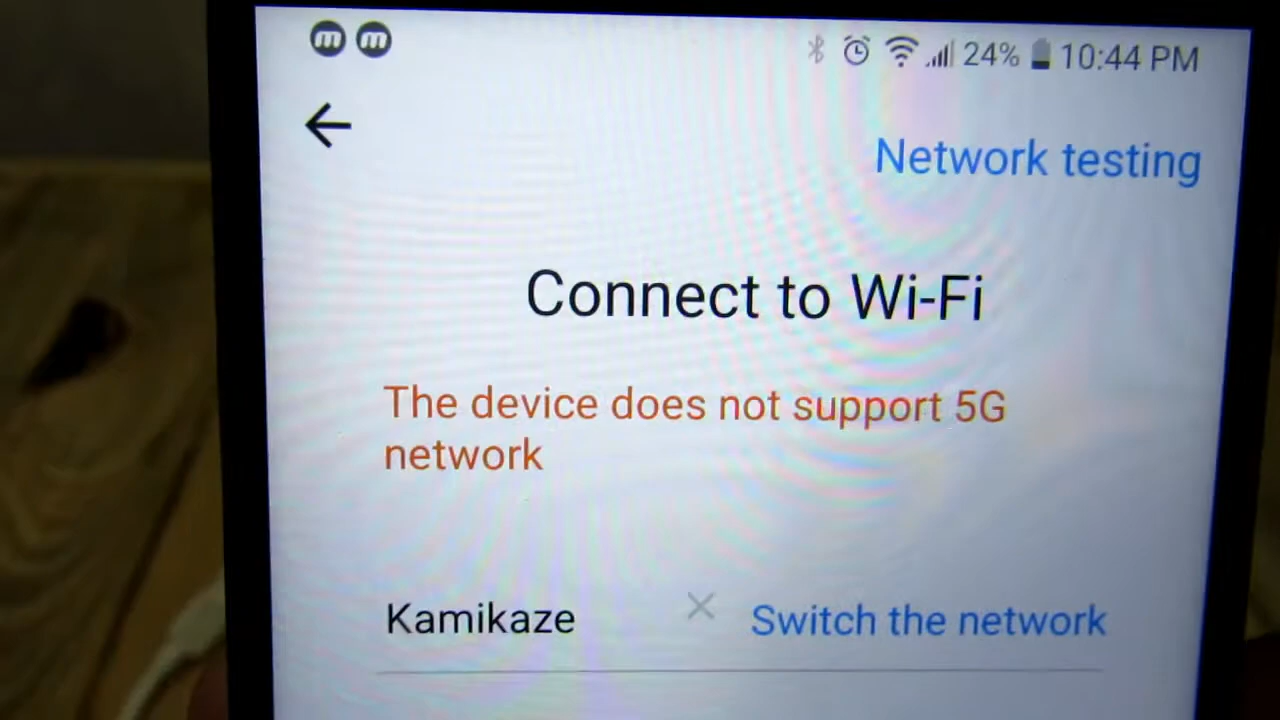 m m 24% 10:44 PM
Network testing
Connect to Wi-Fi
The device does not support 5G
network
Kamikaze × Switch the network